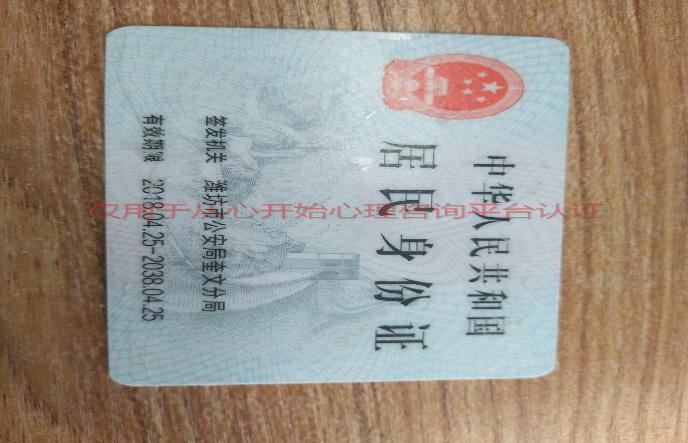 中华人民共和国
居民身份证
签发机关 潍坊市公安局奎文分局
有效期限 2018.04.25-2038.04.25
仅用于从心开始心理咨询平台认证